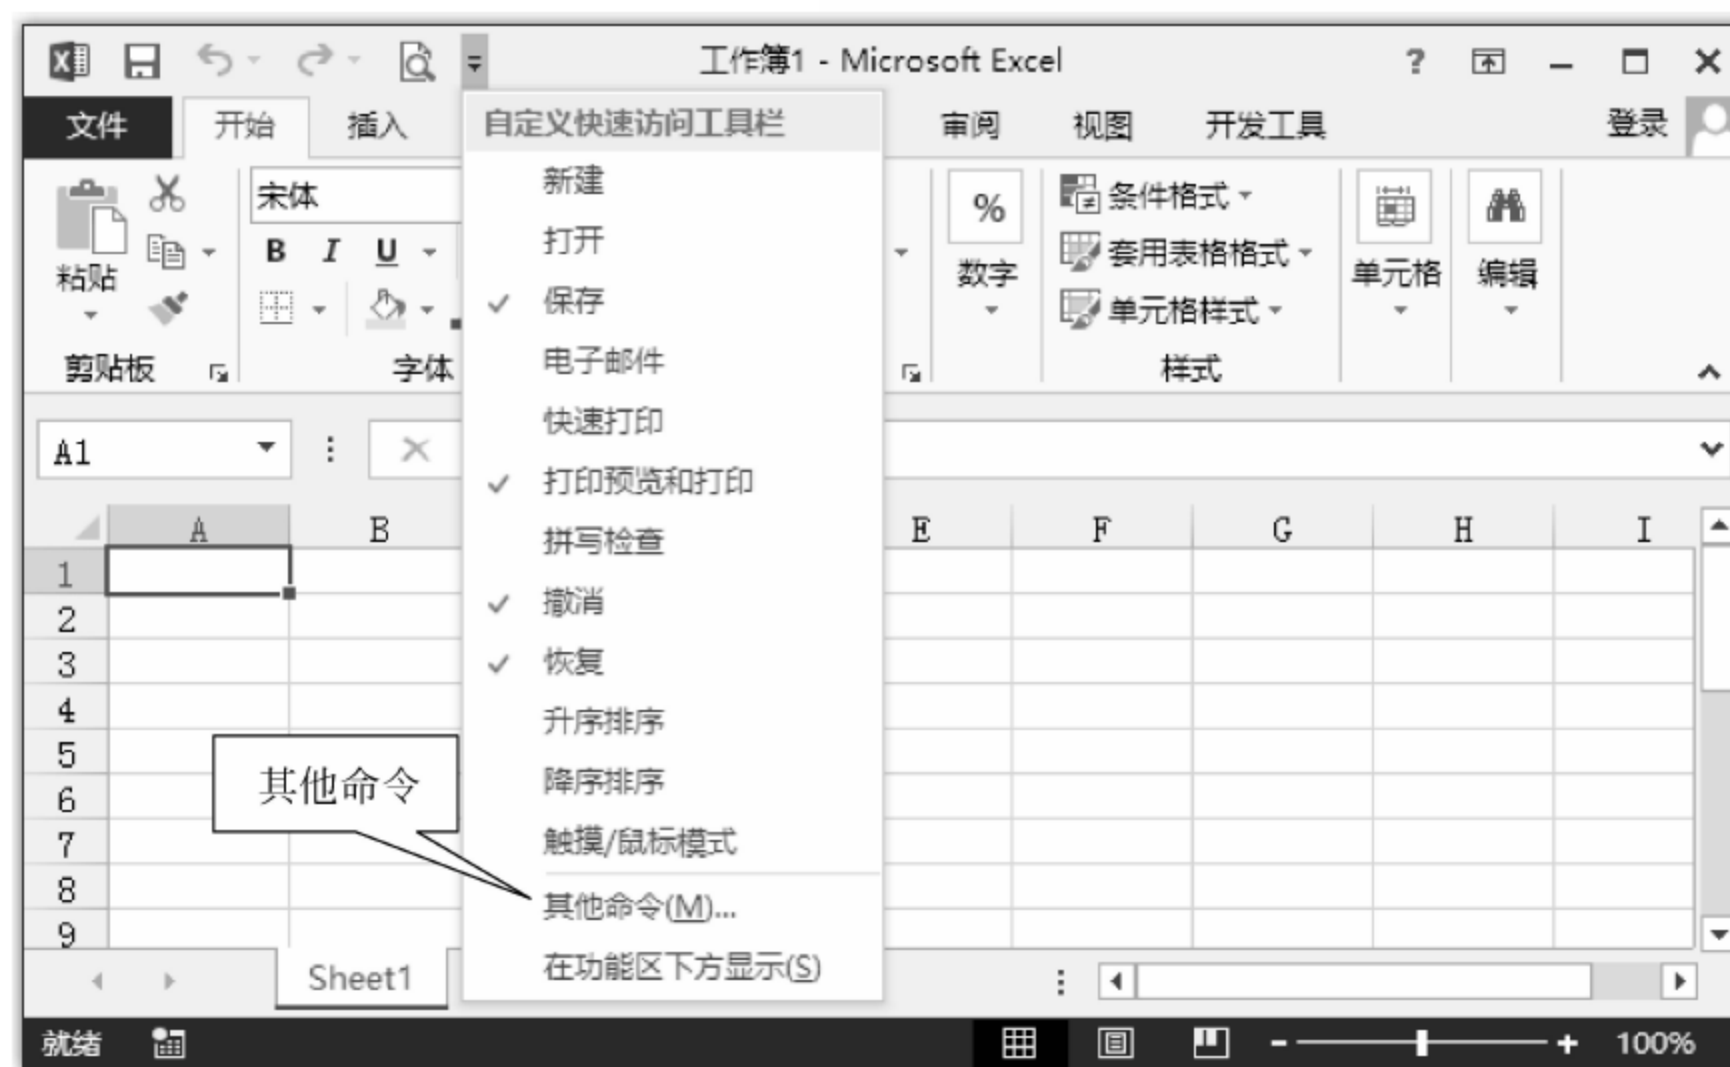 工作簿1 - Microsoft Excel
文件 开始 插入 审阅 视图 开发工具 登录
自定义快速访问工具栏
新建
打开
保存
电子邮件
快速打印
打印预览和打印
拼写检查
撤消
恢复
升序排序
降序排序
触摸/鼠标模式
其他命令(M)...
在功能区下方显示(S)
宋体
B I U
粘贴
剪贴板
字体
%
数字
条件格式
套用表格格式
单元格样式
样式
单元格
编辑
A1
A B E F G H I
1
2
3
4
5
6
7
8
9
其他命令
Sheet1
就绪
100%